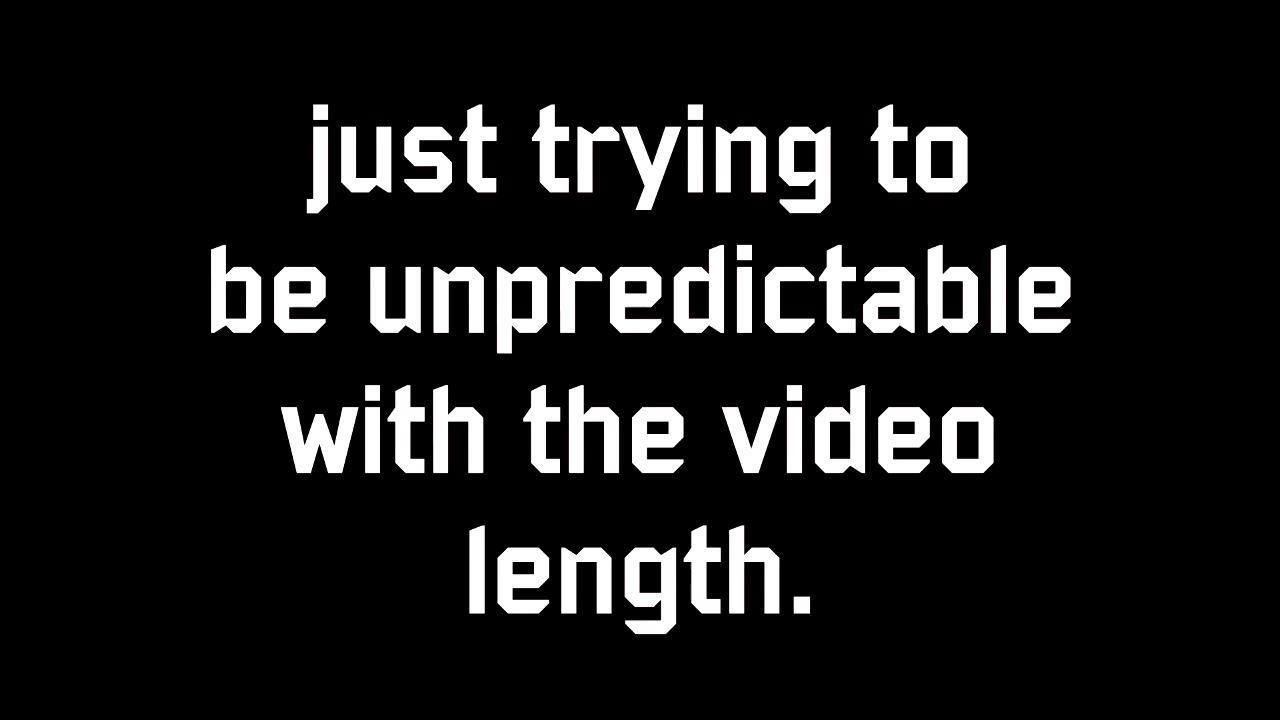 just trying to
be unpredictable
with the video
length.